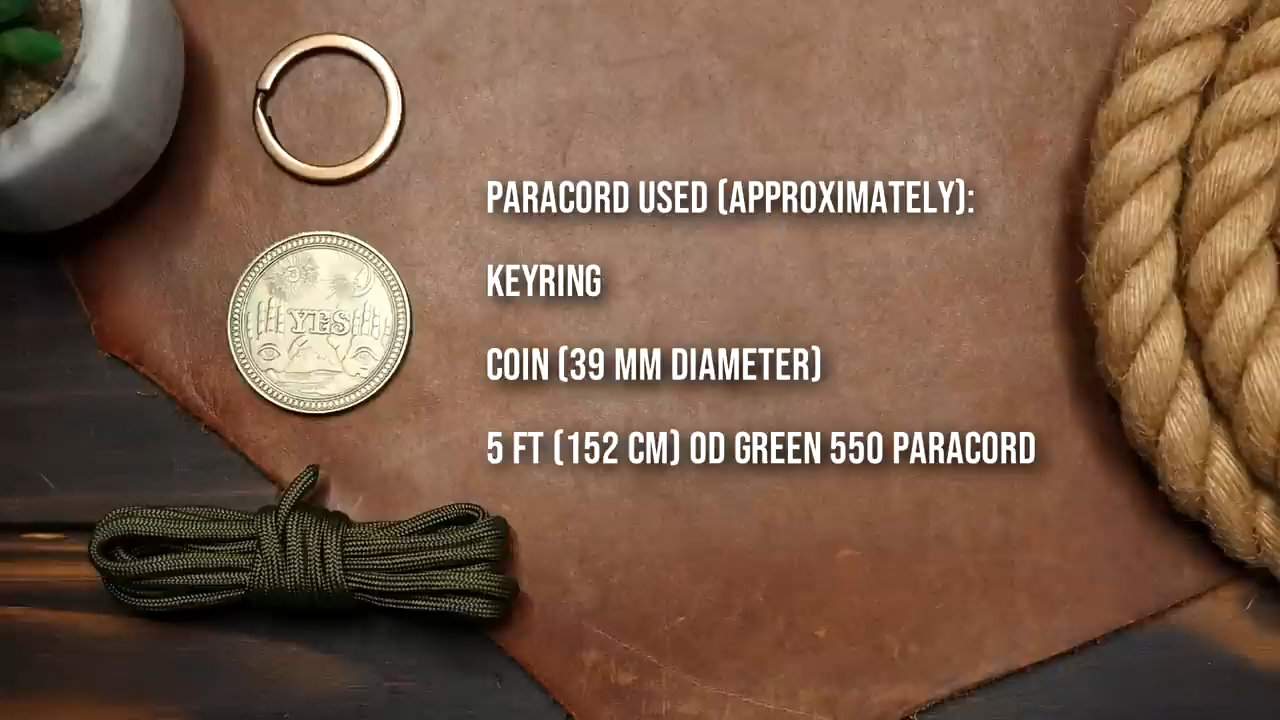 PARACORD USED (APPROXIMATELY):
KEYRING
YES
COIN (39 MM DIAMETER)
5 FT (152 CM) OD GREEN 550 PARACORD